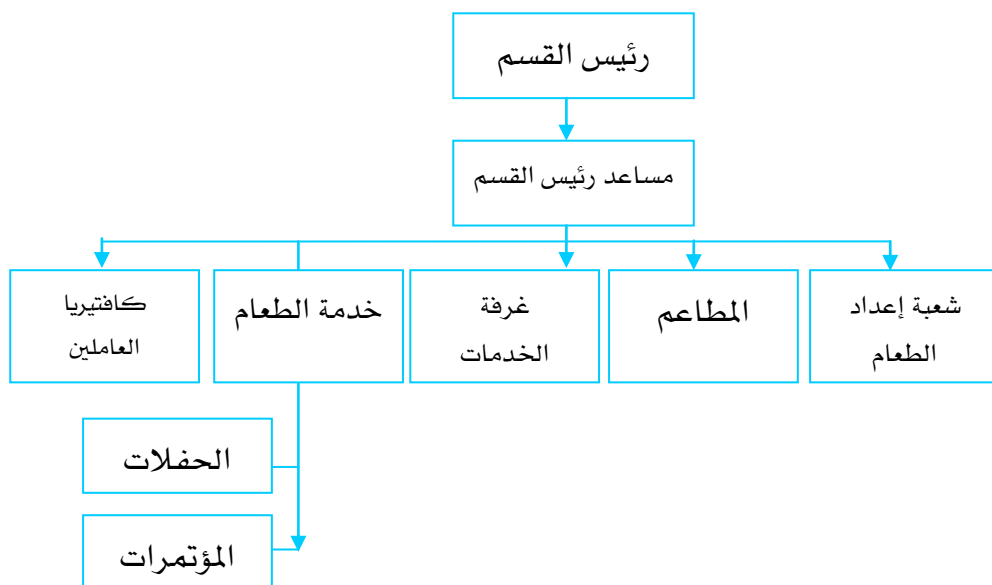 رئيس القسم
مساعد رئيس القسم
شعبة إعداد
الطعام
المطاعم
غرفة
الخدمات
خدمة الطعام
كافتيريا
العاملين
الحفلات
المؤتمرات